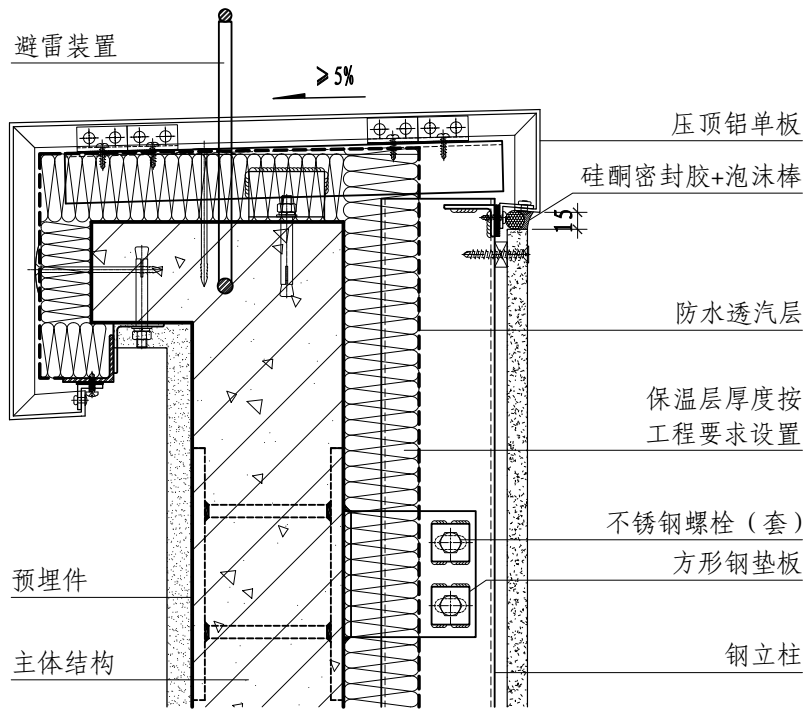 避雷装置
≥5%
压顶铝单板
硅酮密封胶+泡沫棒
15
防水透汽层
保温层厚度按
工程要求设置
不锈钢螺栓（套）
方形钢垫板
预埋件
主体结构
钢立柱